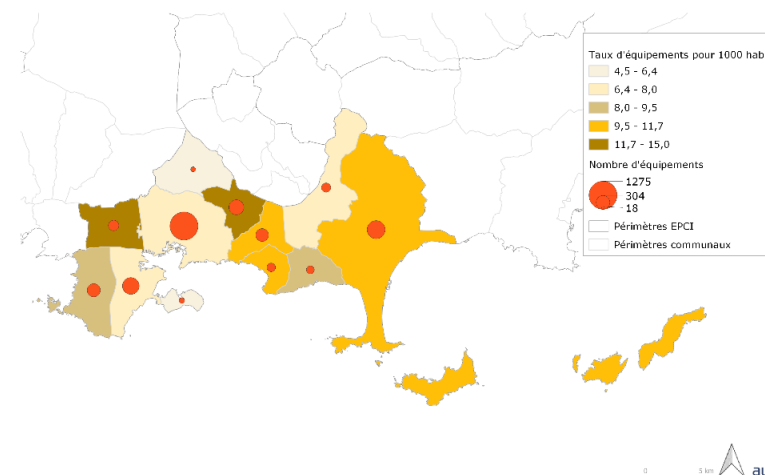 Taux d'équipements pour 1000 hab
4,5 - 6,4
6,4 - 8,0
8,0 - 9,5
9,5 - 11,7
11,7 - 15,0
Nombre d'équipements
1275
304
18
Périmètres EPCI
Périmètres communaux
0 5 km
au